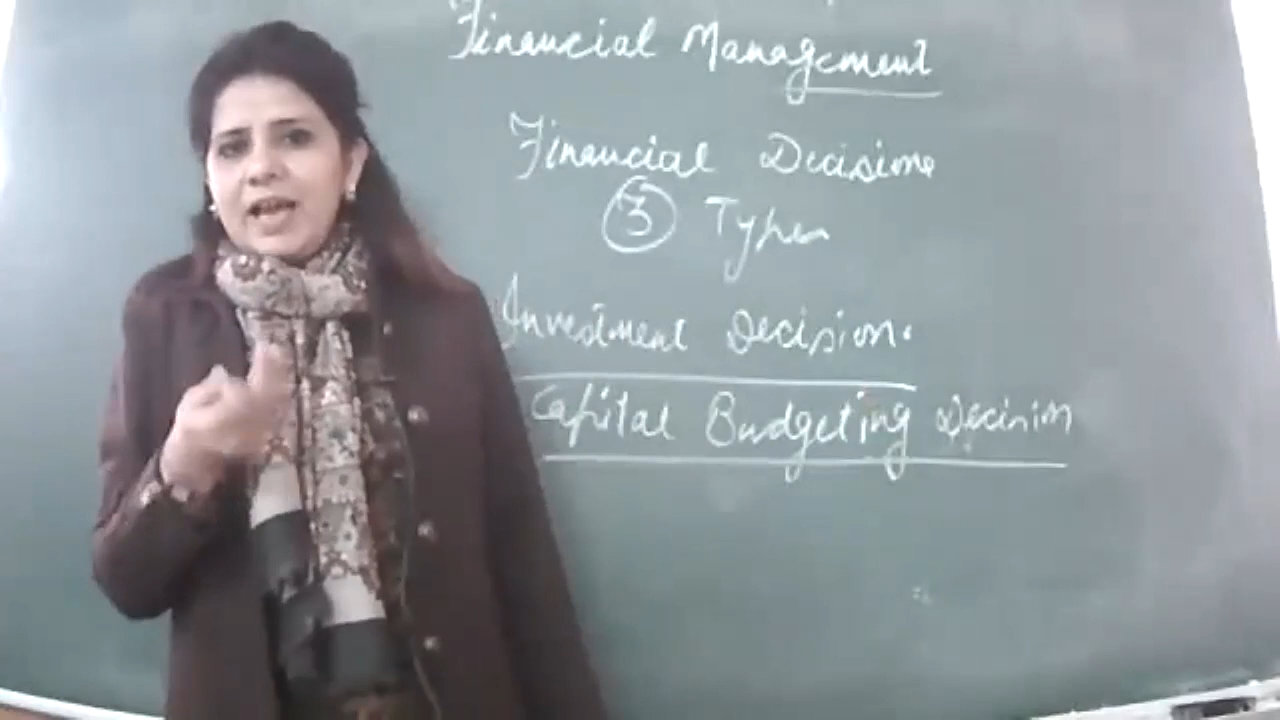 Financial Management
Financial Decisions
3 Types
Investment Decision.
Capital Budgeting Decision